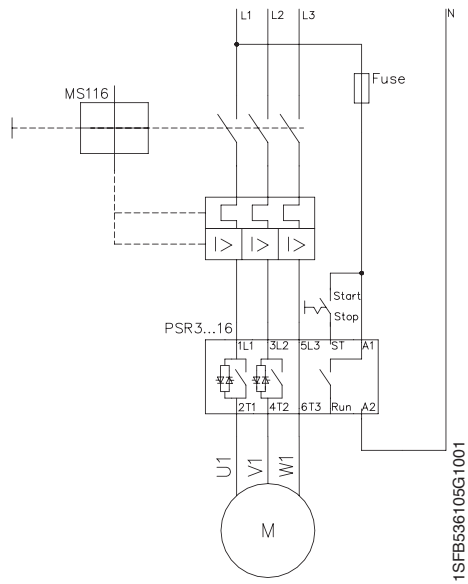 L1 L2 L3 N
Fuse
MS116
I> I> I>
Start
Stop
PSR3...16
1L1 3L2 5L3 ST A1
2T1 4T2 6T3 Run A2
U1 V1 W1
M
1SFB536105G1001